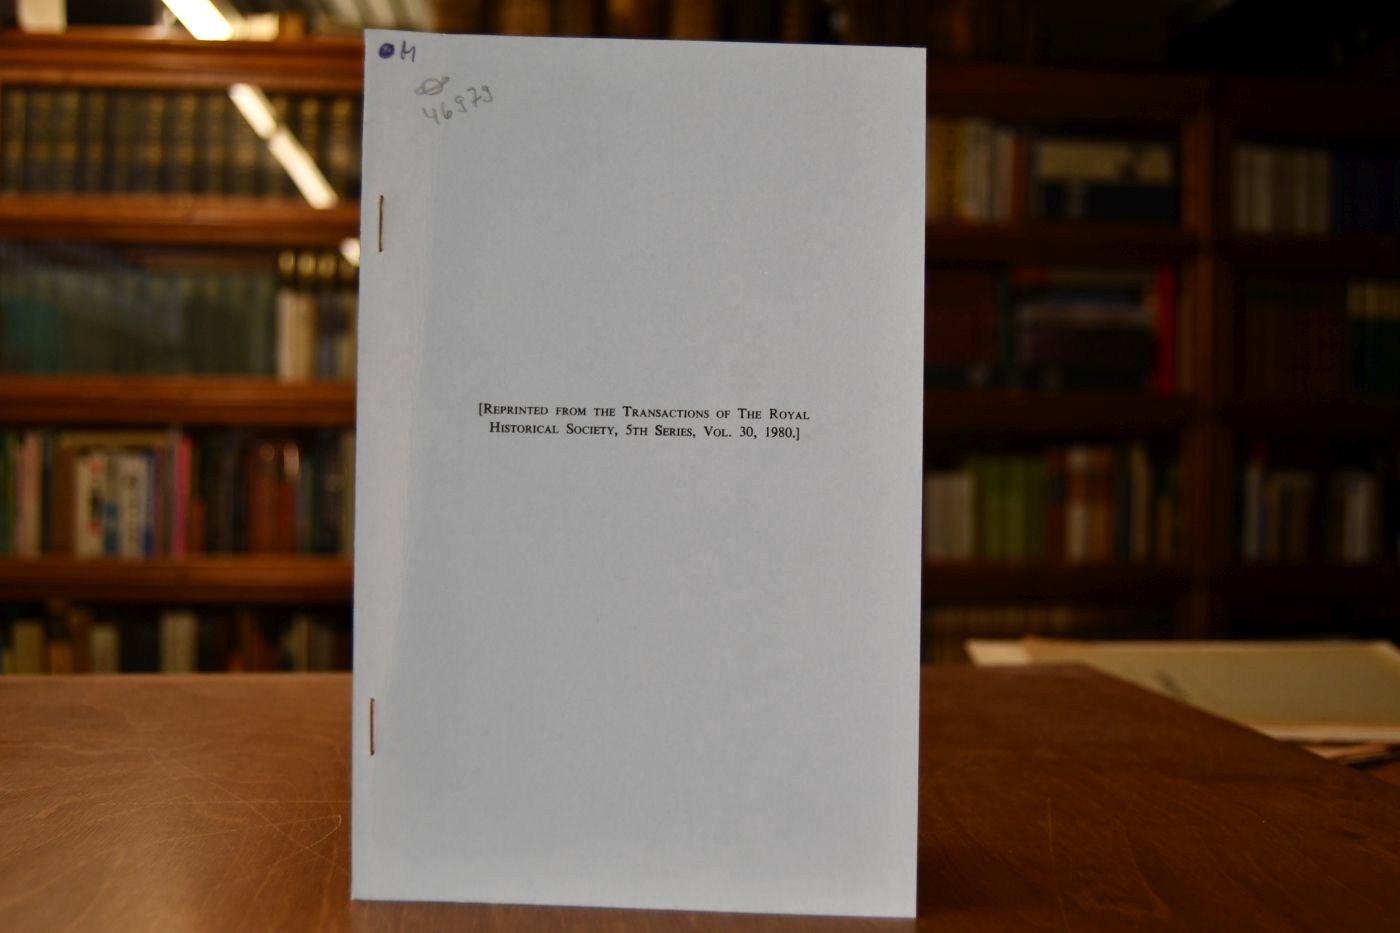 M
46979
[Reprinted from the Transactions of The Royal
Historical Society, 5th Series, Vol. 30, 1980.]